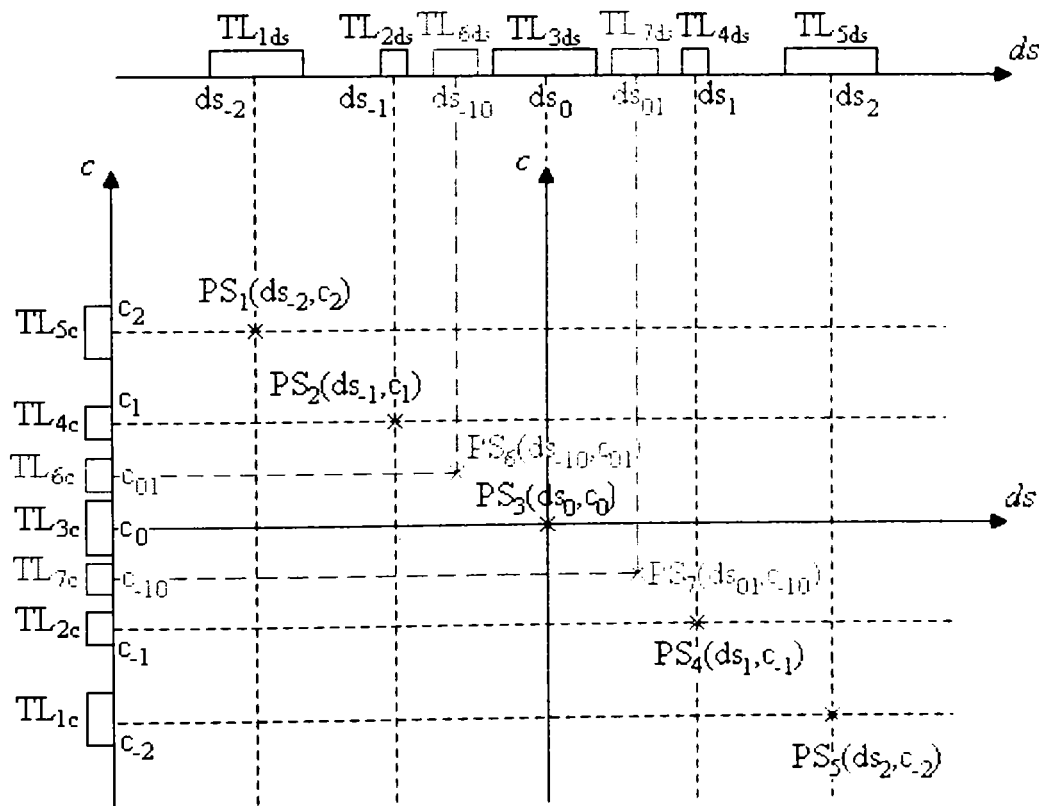 TL1ds TL2ds TL6ds TL3ds TL7ds TL4ds TL5ds
ds
ds-2 ds-1 ds-10 ds0 ds01 ds1 ds2
c c
PS1(ds-2,c2)
TL5c c2
PS2(ds-1,c1)
TL4c c1
PS6(ds-10,c01)
TL6c c01
PS3(ds0,c0)
ds
TL3c c0
TL7c c-10
PS7(ds01,c-10)
TL2c c-1
PS4(ds1,c-1)
TL1c c-2
PS5(ds2,c-2)